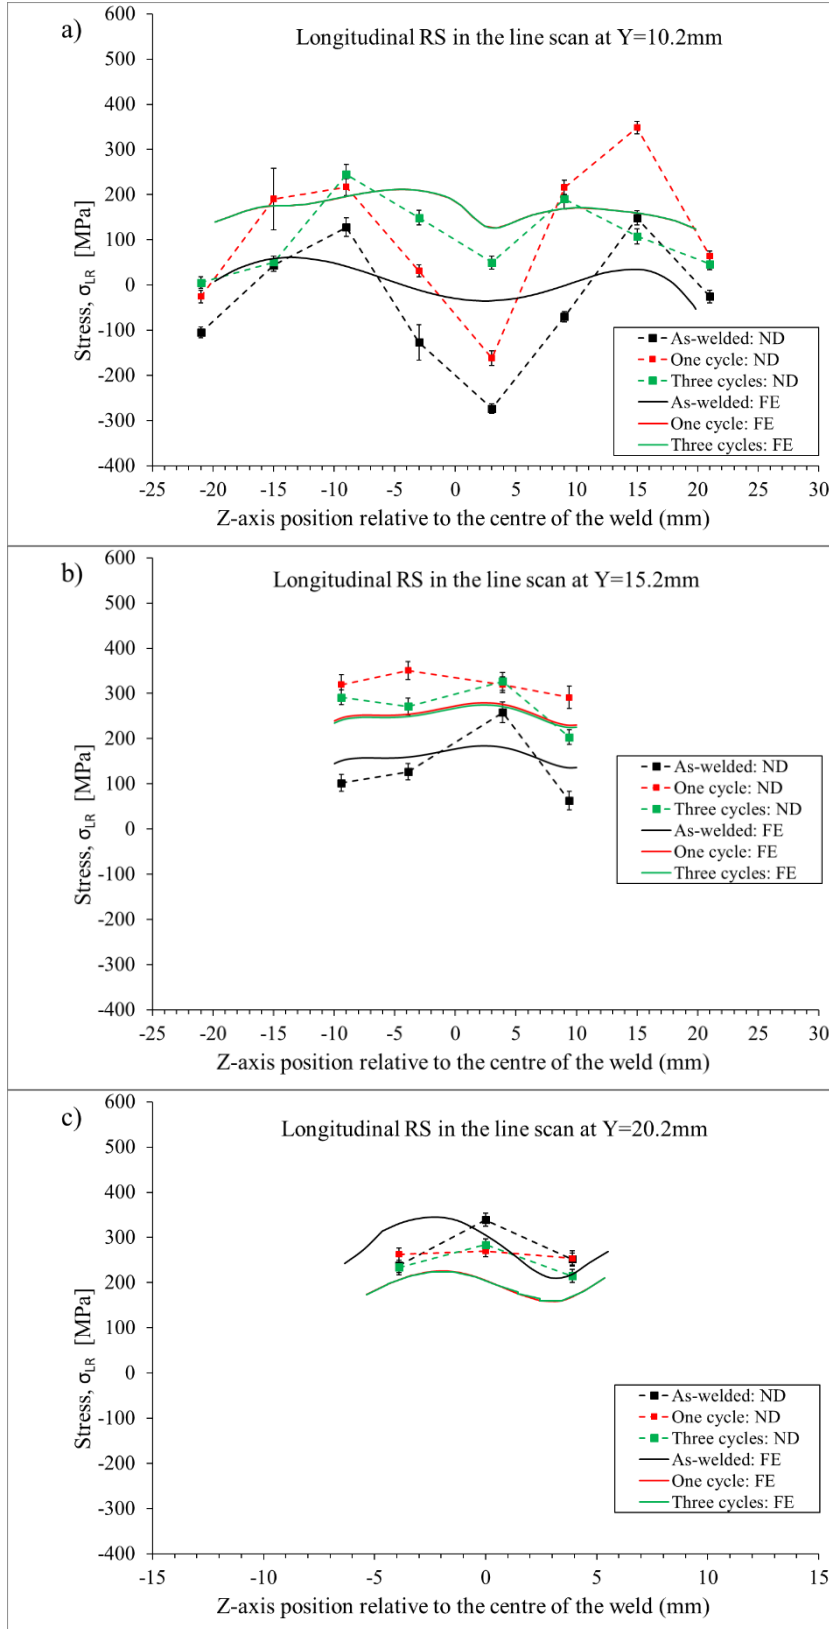 a)
Longitudinal RS in the line scan at Y=10.2mm
600
500
400
300
200
100
0
-100
-200
-300
-400
Stress, σLR [MPa]
As-welded: ND
One cycle: ND
Three cycles: ND
As-welded: FE
One cycle: FE
Three cycles: FE
-25 -20 -15 -10 -5 0 5 10 15 20 25 30
Z-axis position relative to the centre of the weld (mm)
b)
Longitudinal RS in the line scan at Y=15.2mm
600
500
400
300
200
100
0
-100
-200
-300
-400
Stress, σLR [MPa]
As-welded: ND
One cycle: ND
Three cycles: ND
As-welded: FE
One cycle: FE
Three cycles: FE
-25 -20 -15 -10 -5 0 5 10 15 20 25 30
Z-axis position relative to the centre of the weld (mm)
c)
Longitudinal RS in the line scan at Y=20.2mm
600
500
400
300
200
100
0
-100
-200
-300
-400
Stress, σLR [MPa]
As-welded: ND
One cycle: ND
Three cycles: ND
As-welded: FE
One cycle: FE
Three cycles: FE
-15 -10 -5 0 5 10 15
Z-axis position relative to the centre of the weld (mm)